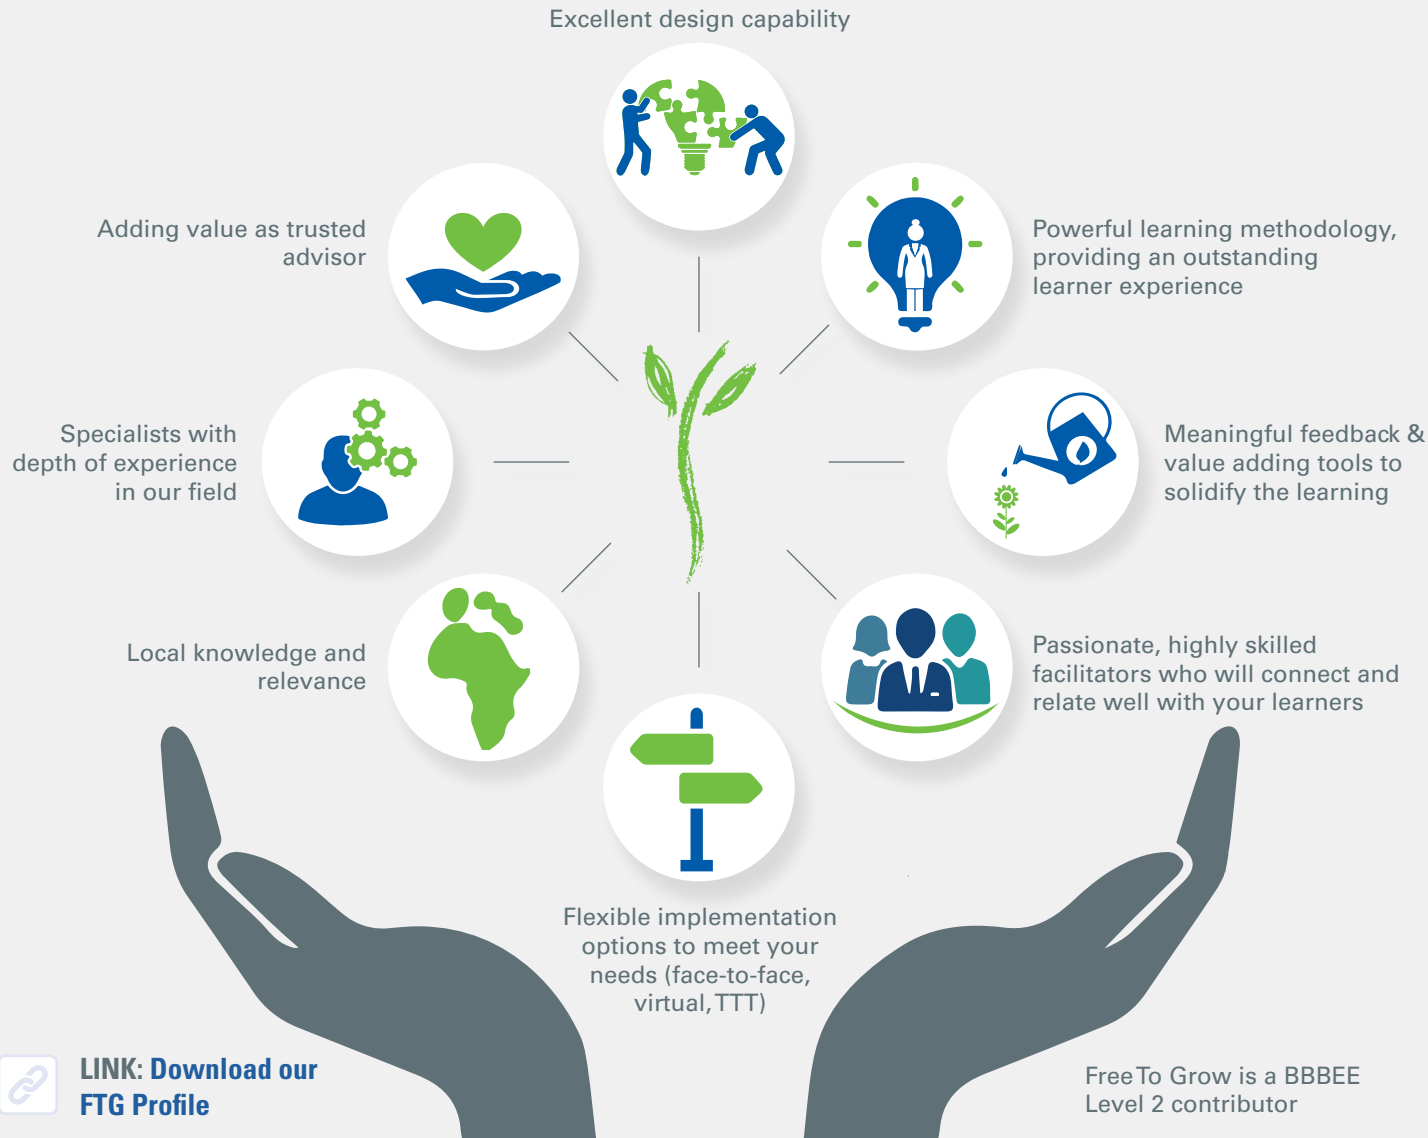 Excellent design capability
Adding value as trusted
advisor
Powerful learning methodology,
providing an outstanding
learner experience
Specialists with
depth of experience
in our field
Meaningful feedback &
value adding tools to
solidify the learning
Local knowledge and
relevance
Passionate, highly skilled
facilitators who will connect and
relate well with your learners
Flexible implementation
options to meet your
needs (face-to-face,
virtual, TTT)
LINK: Download our
FTG Profile
Free To Grow is a BBBEE
Level 2 contributor